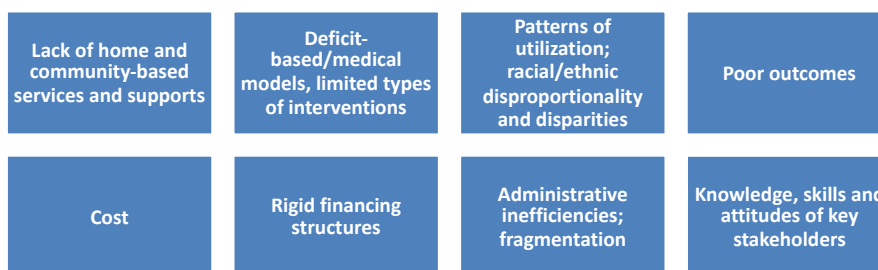 Lack of home and
community-based
services and supports
Deficit-
based/medical
models, limited types
of interventions
Patterns of
utilization;
racial/ethnic
disproportionality
and disparities
Poor outcomes
Cost
Rigid financing
structures
Administrative
inefficiencies;
fragmentation
Knowledge, skills and
attitudes of key
stakeholders